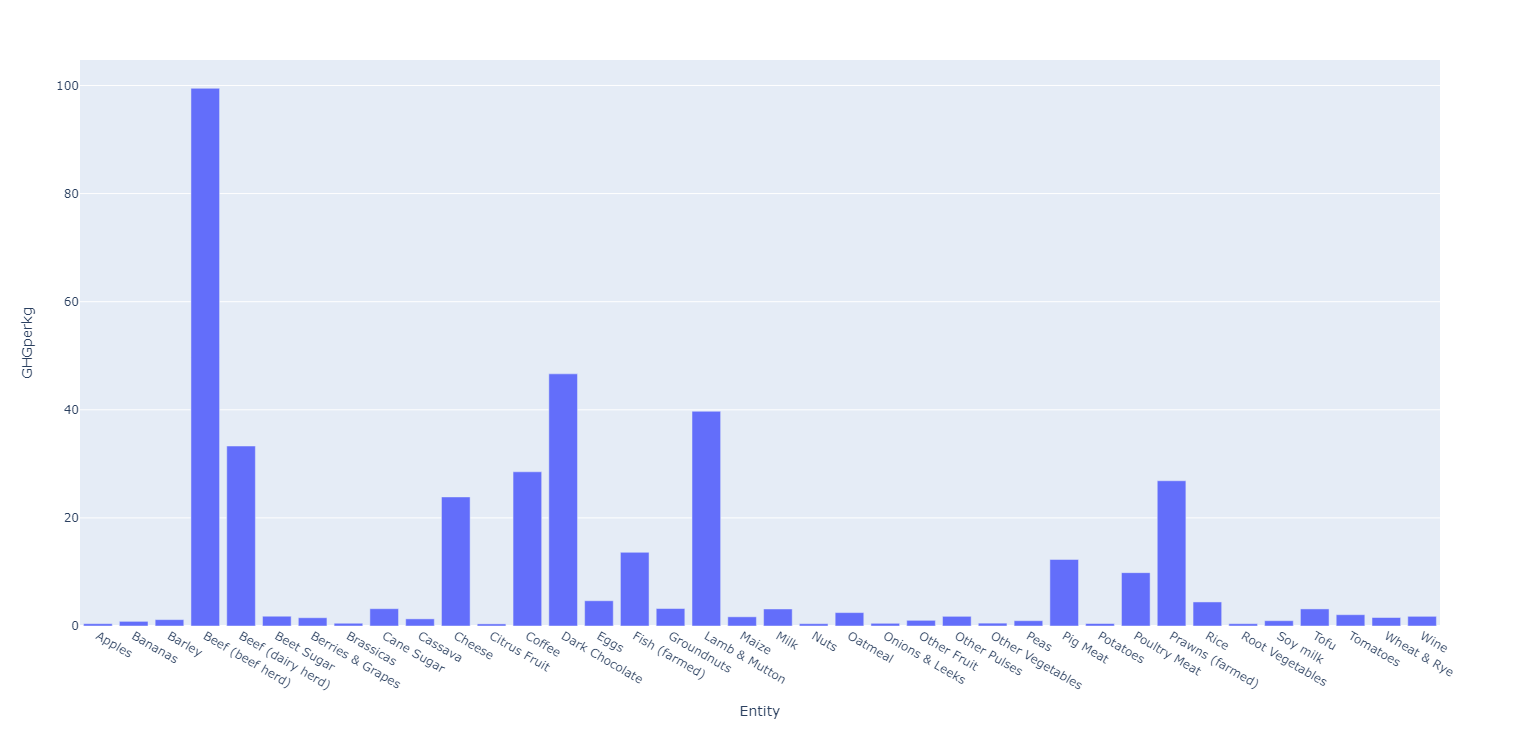 100
80
60
40
20
0
GHGperkg
Apples
Bananas
Barley
Beef (beef herd)
Beef (dairy herd)
Beet Sugar
Berries & Grapes
Brassicas
Cane Sugar
Cassava
Cheese
Citrus Fruit
Coffee
Dark Chocolate
Eggs
Fish (farmed)
Groundnuts
Lamb & Mutton
Maize
Milk
Nuts
Oatmeal
Onions & Leeks
Other Fruit
Other Pulses
Other Vegetables
Peas
Pig Meat
Potatoes
Poultry Meat
Prawns (farmed)
Rice
Root Vegetables
Soy milk
Tofu
Tomatoes
Wheat & Rye
Wine
Entity